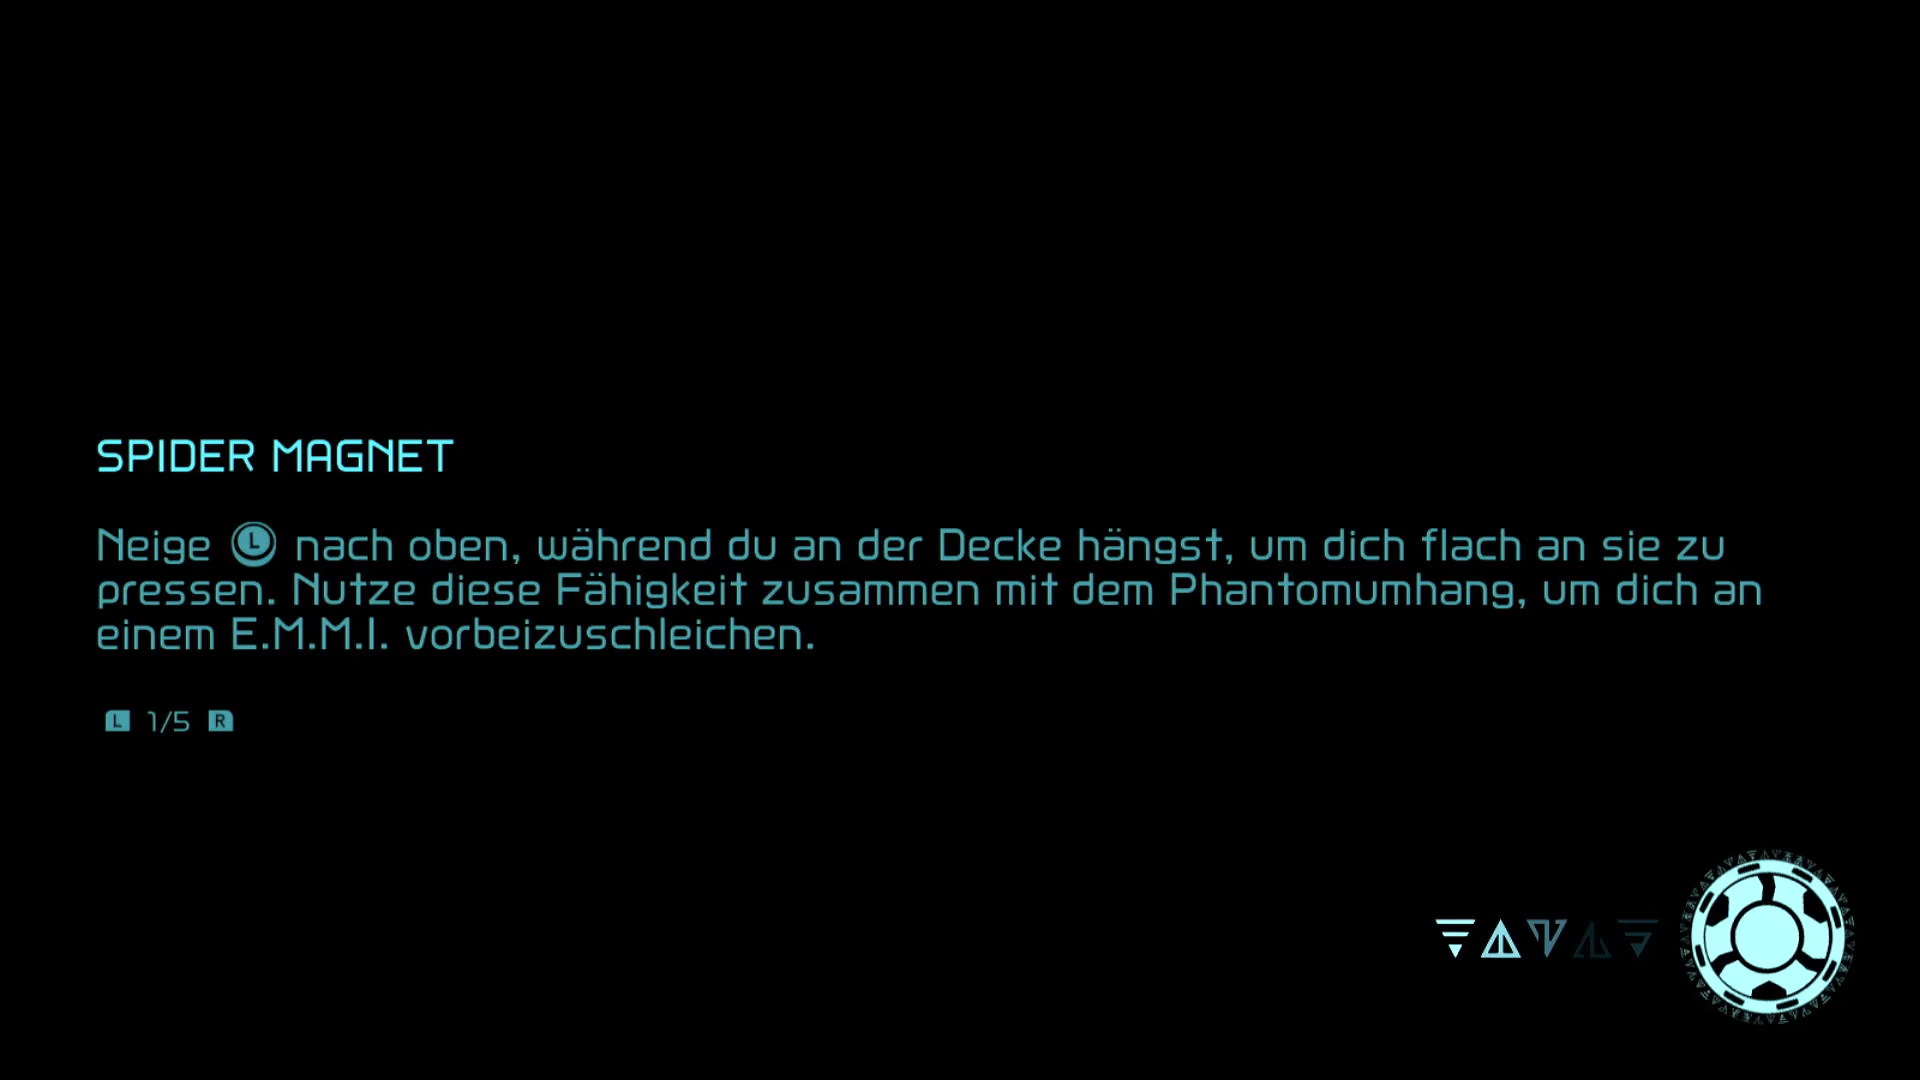 SPIDER MAGNET
Neige L nach oben, während du an der Decke hängst, um dich flach an sie zu
pressen. Nutze diese Fähigkeit zusammen mit dem Phantomumhang, um dich an
einem E.M.M.I. vorbeizuschleichen.
L 1/5 R